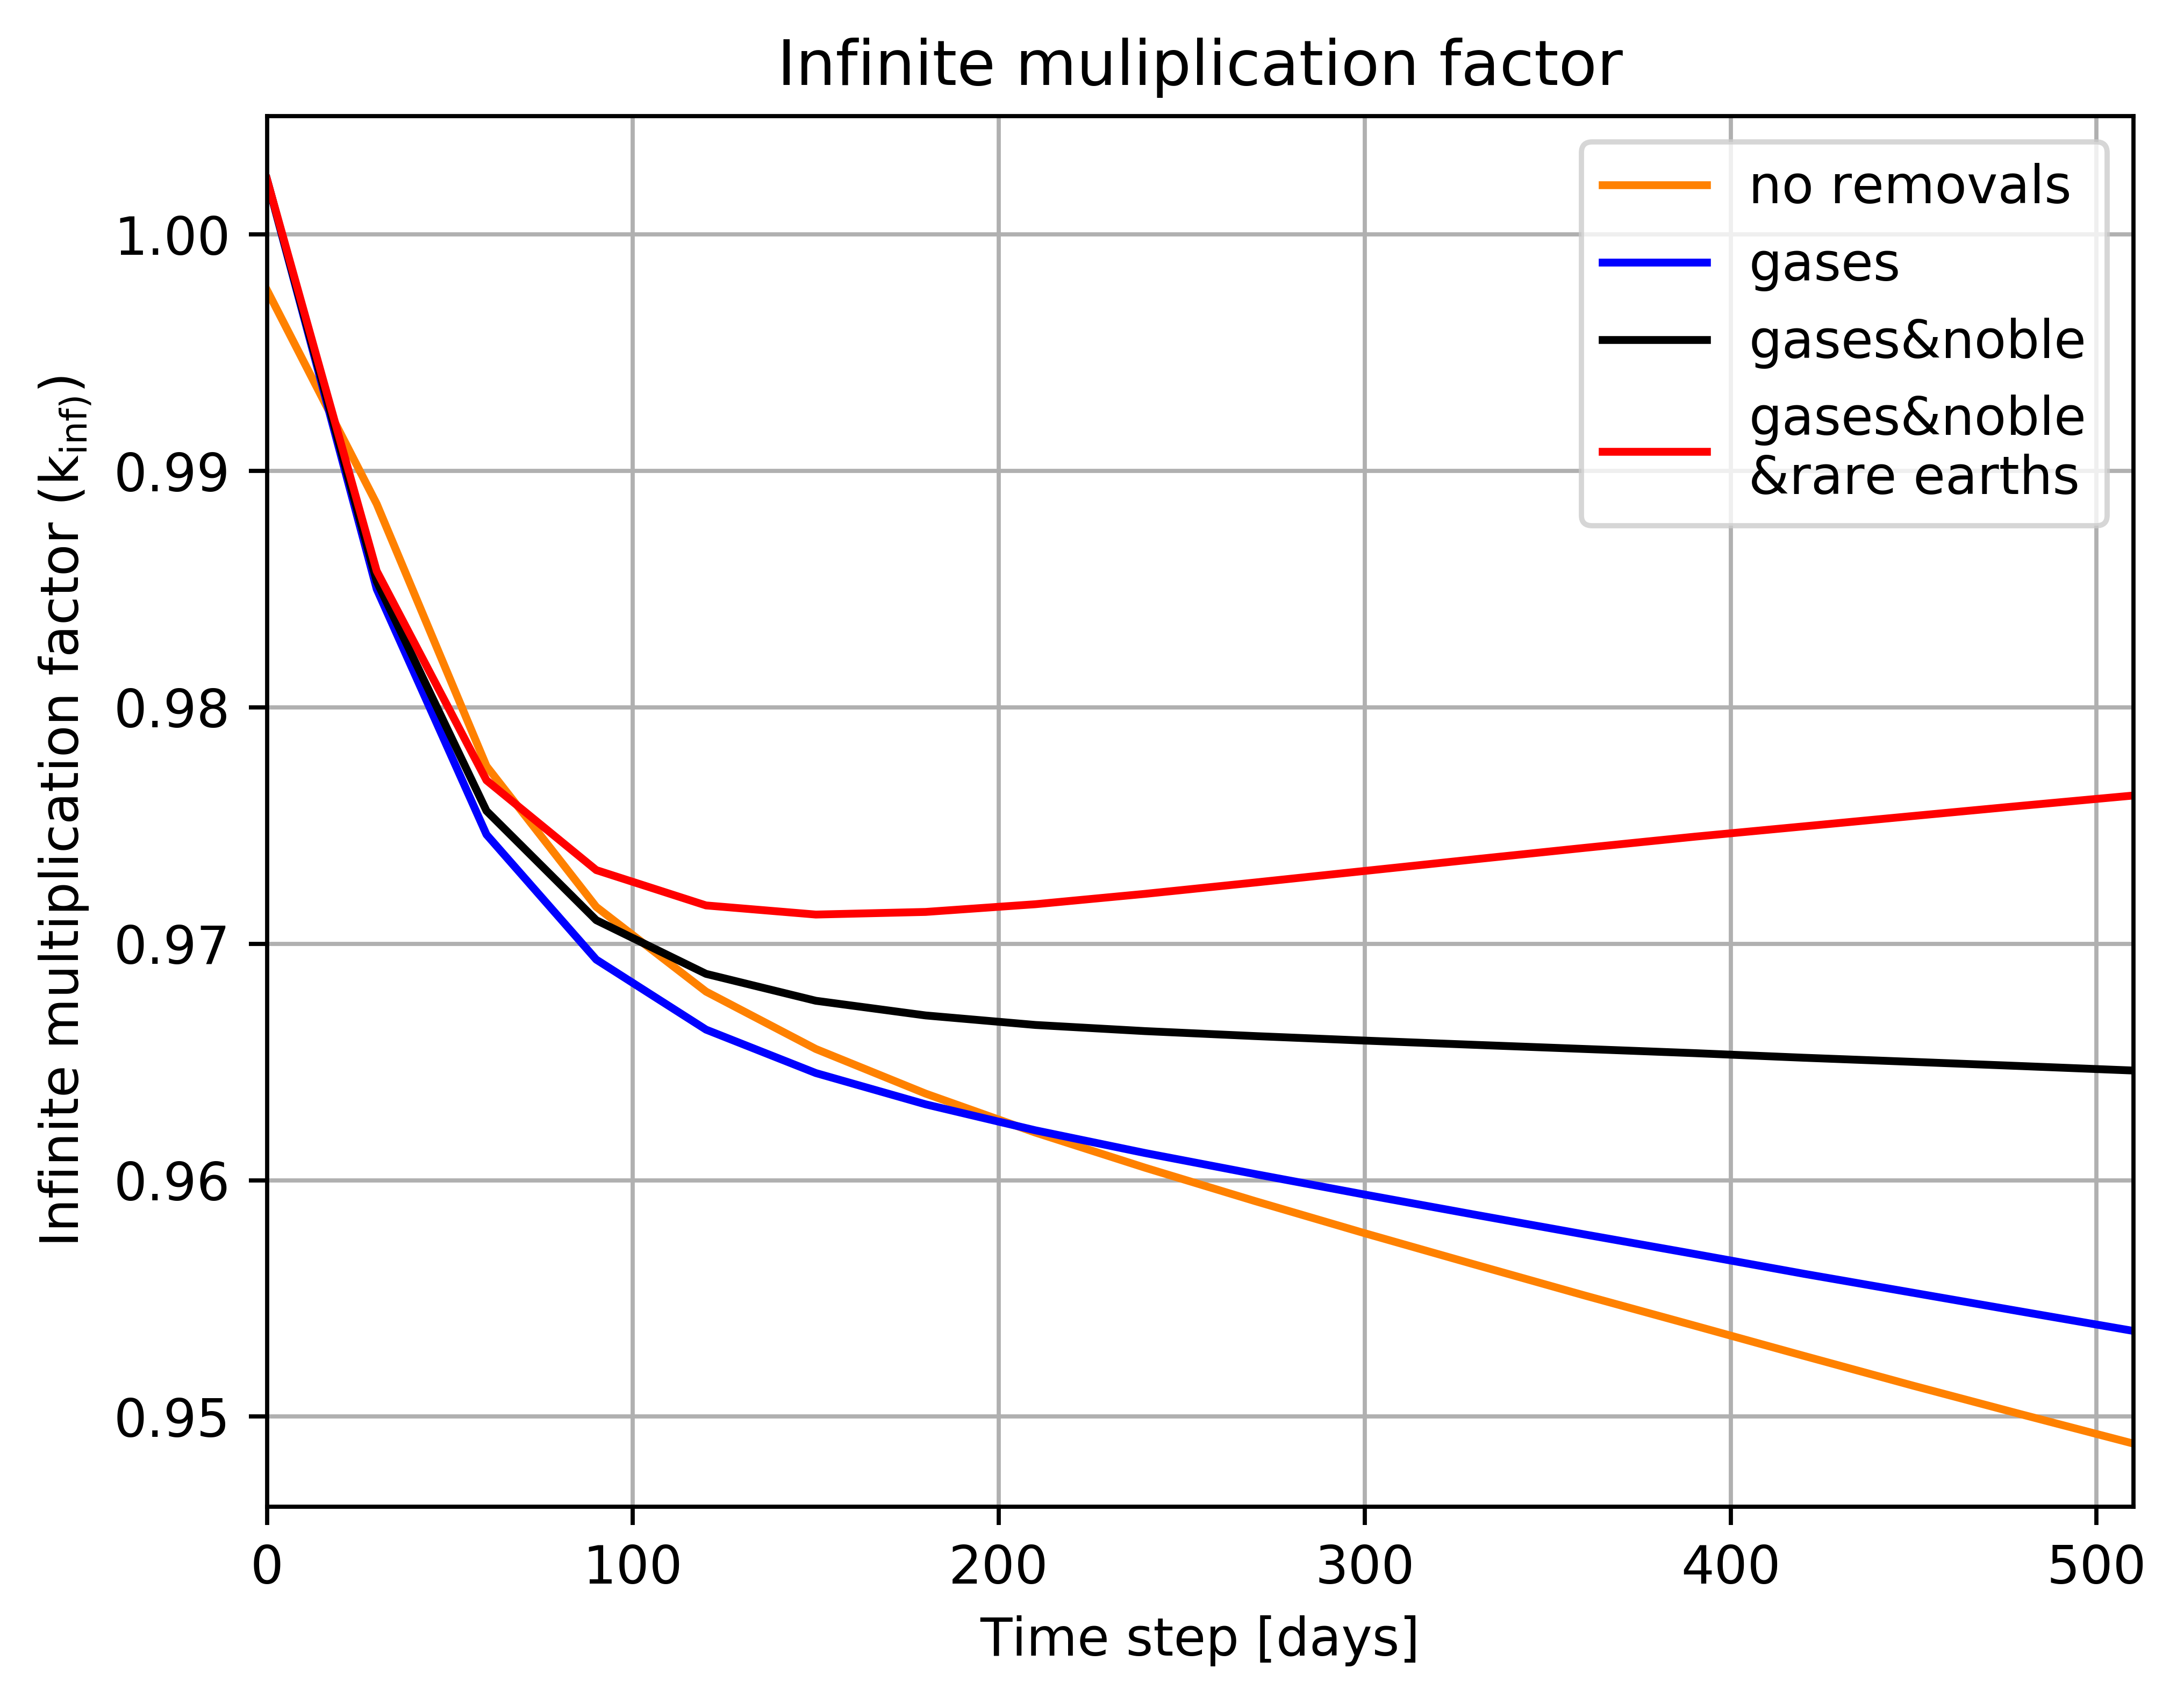 Infinite muliplication factor
Infinite multiplication factor (kinf))
1.00
0.99
0.98
0.97
0.96
0.95
no removals
gases
gases&noble
gases&noble
&rare earths
0 100 200 300 400 500
Time step [days]